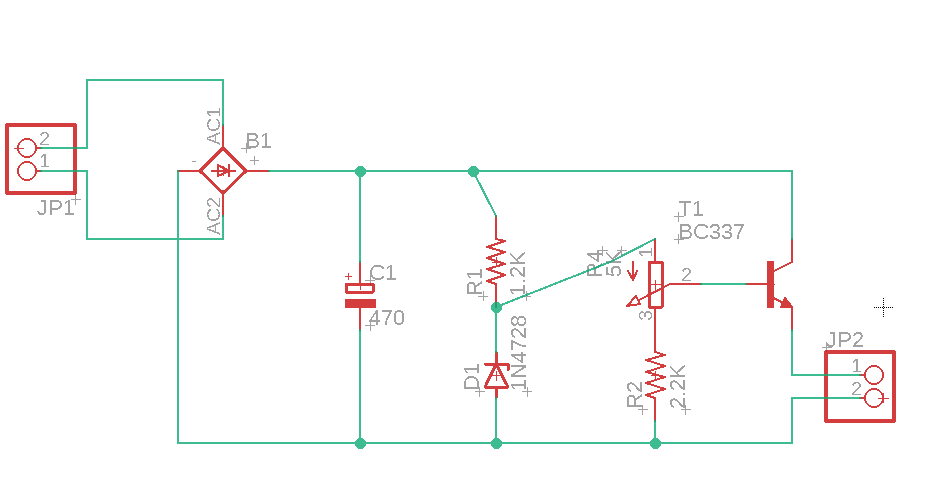 2
1
JP1
AC1
AC2
-
+
B1
+
C1
470
R1
1.2K
D1
1N4728
R4
5K
1
2
3
T1
BC337
R2
2.2K
JP2
1
2